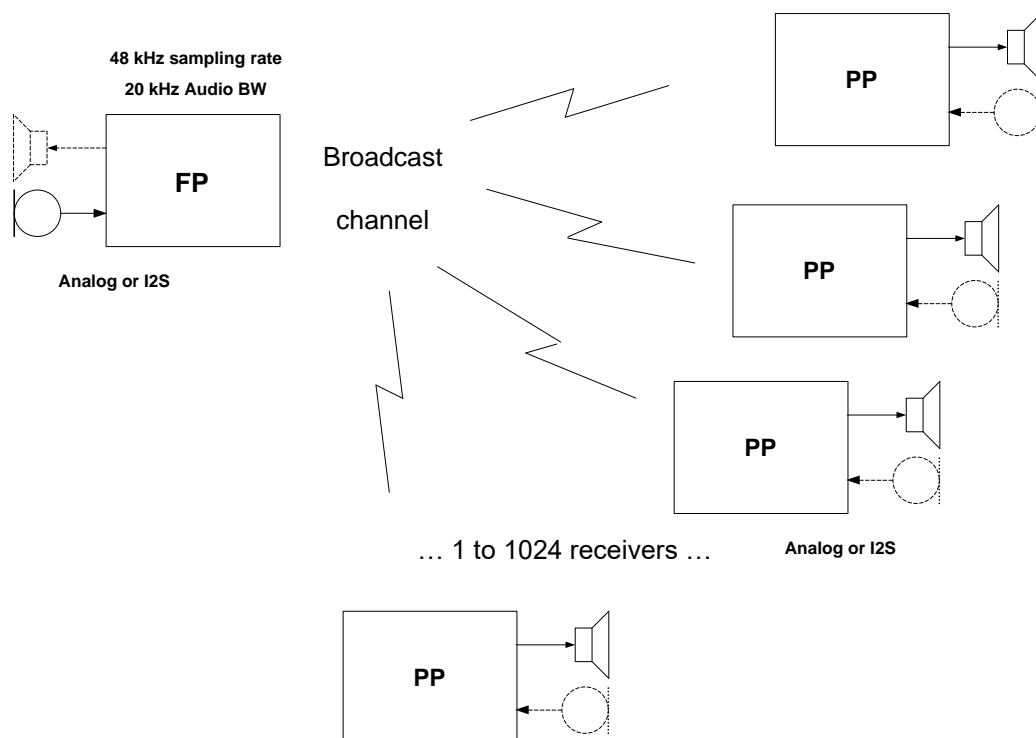 48 kHz sampling rate
20 kHz Audio BW
FP
Analog or I2S
Broadcast
channel
PP
PP
PP
Analog or I2S
… 1 to 1024 receivers …
PP